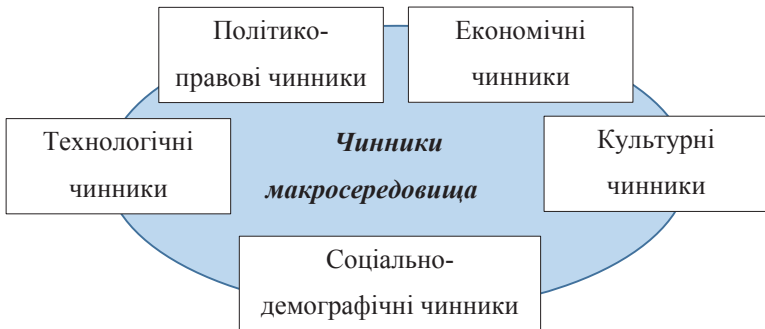 Політико-
правові чинники
Економічні
чинники
Технологічні
чинники
Чинники
макросередовища
Культурні
чинники
Соціально-
демографічні чинники